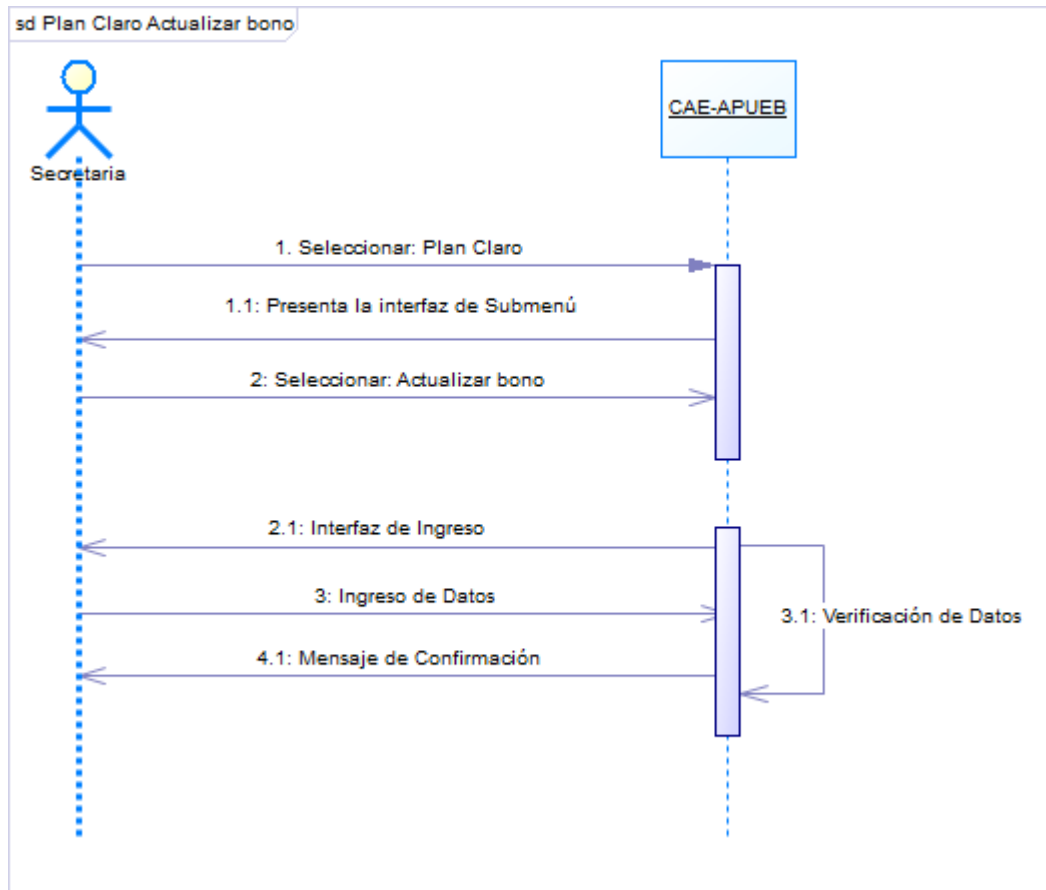 sd Plan Claro Actualizar bono
Secretaria
CAE-APUEB
1. Seleccionar: Plan Claro
1.1: Presenta la interfaz de Submenú
2: Seleccionar: Actualizar bono
2.1: Interfaz de Ingreso
3: Ingreso de Datos
3.1: Verificación de Datos
4.1: Mensaje de Confirmación